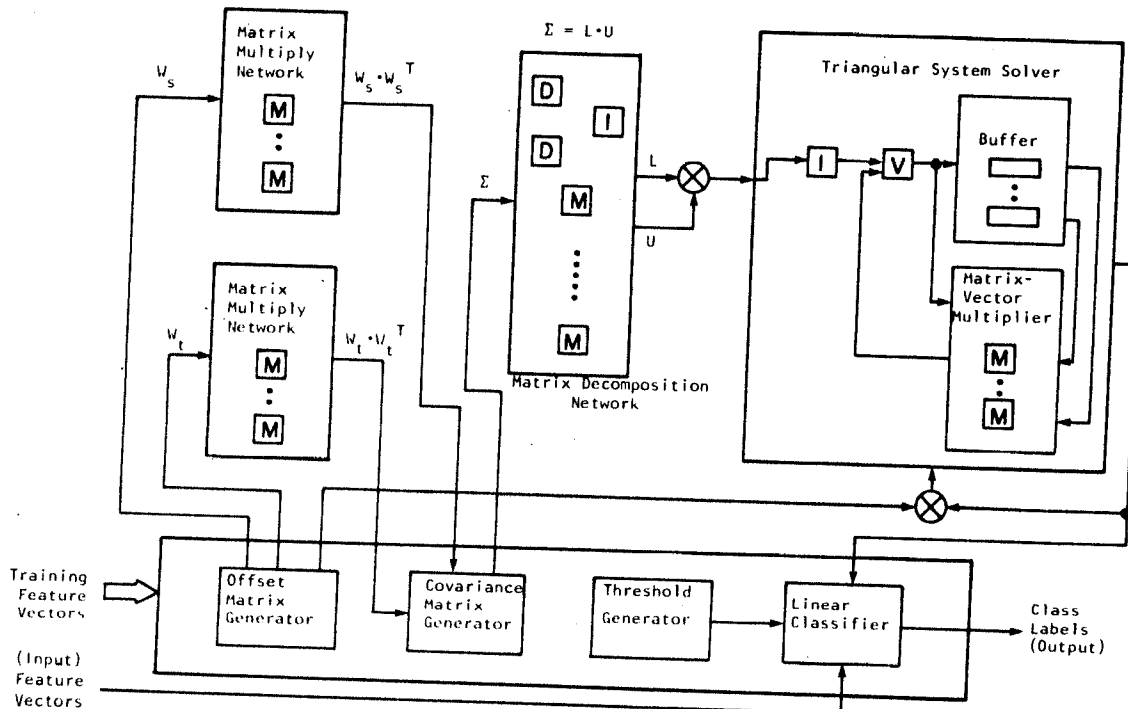 Σ = L·U
Matrix
Multiply
Network
M
M
W_s
W_s·W_s^T
D
I
D
M
M
Σ
L
U
Matrix Decomposition
Network
Triangular System Solver
I
V
Buffer
Matrix-
Vector
Multiplier
M
M
Matrix
Multiply
Network
M
M
W_t
W_t·W_t^T
Training
Feature
Vectors
Offset
Matrix
Generator
Covariance
Matrix
Generator
Threshold
Generator
Linear
Classifier
Class
Labels
(Output)
(Input)
Feature
Vectors